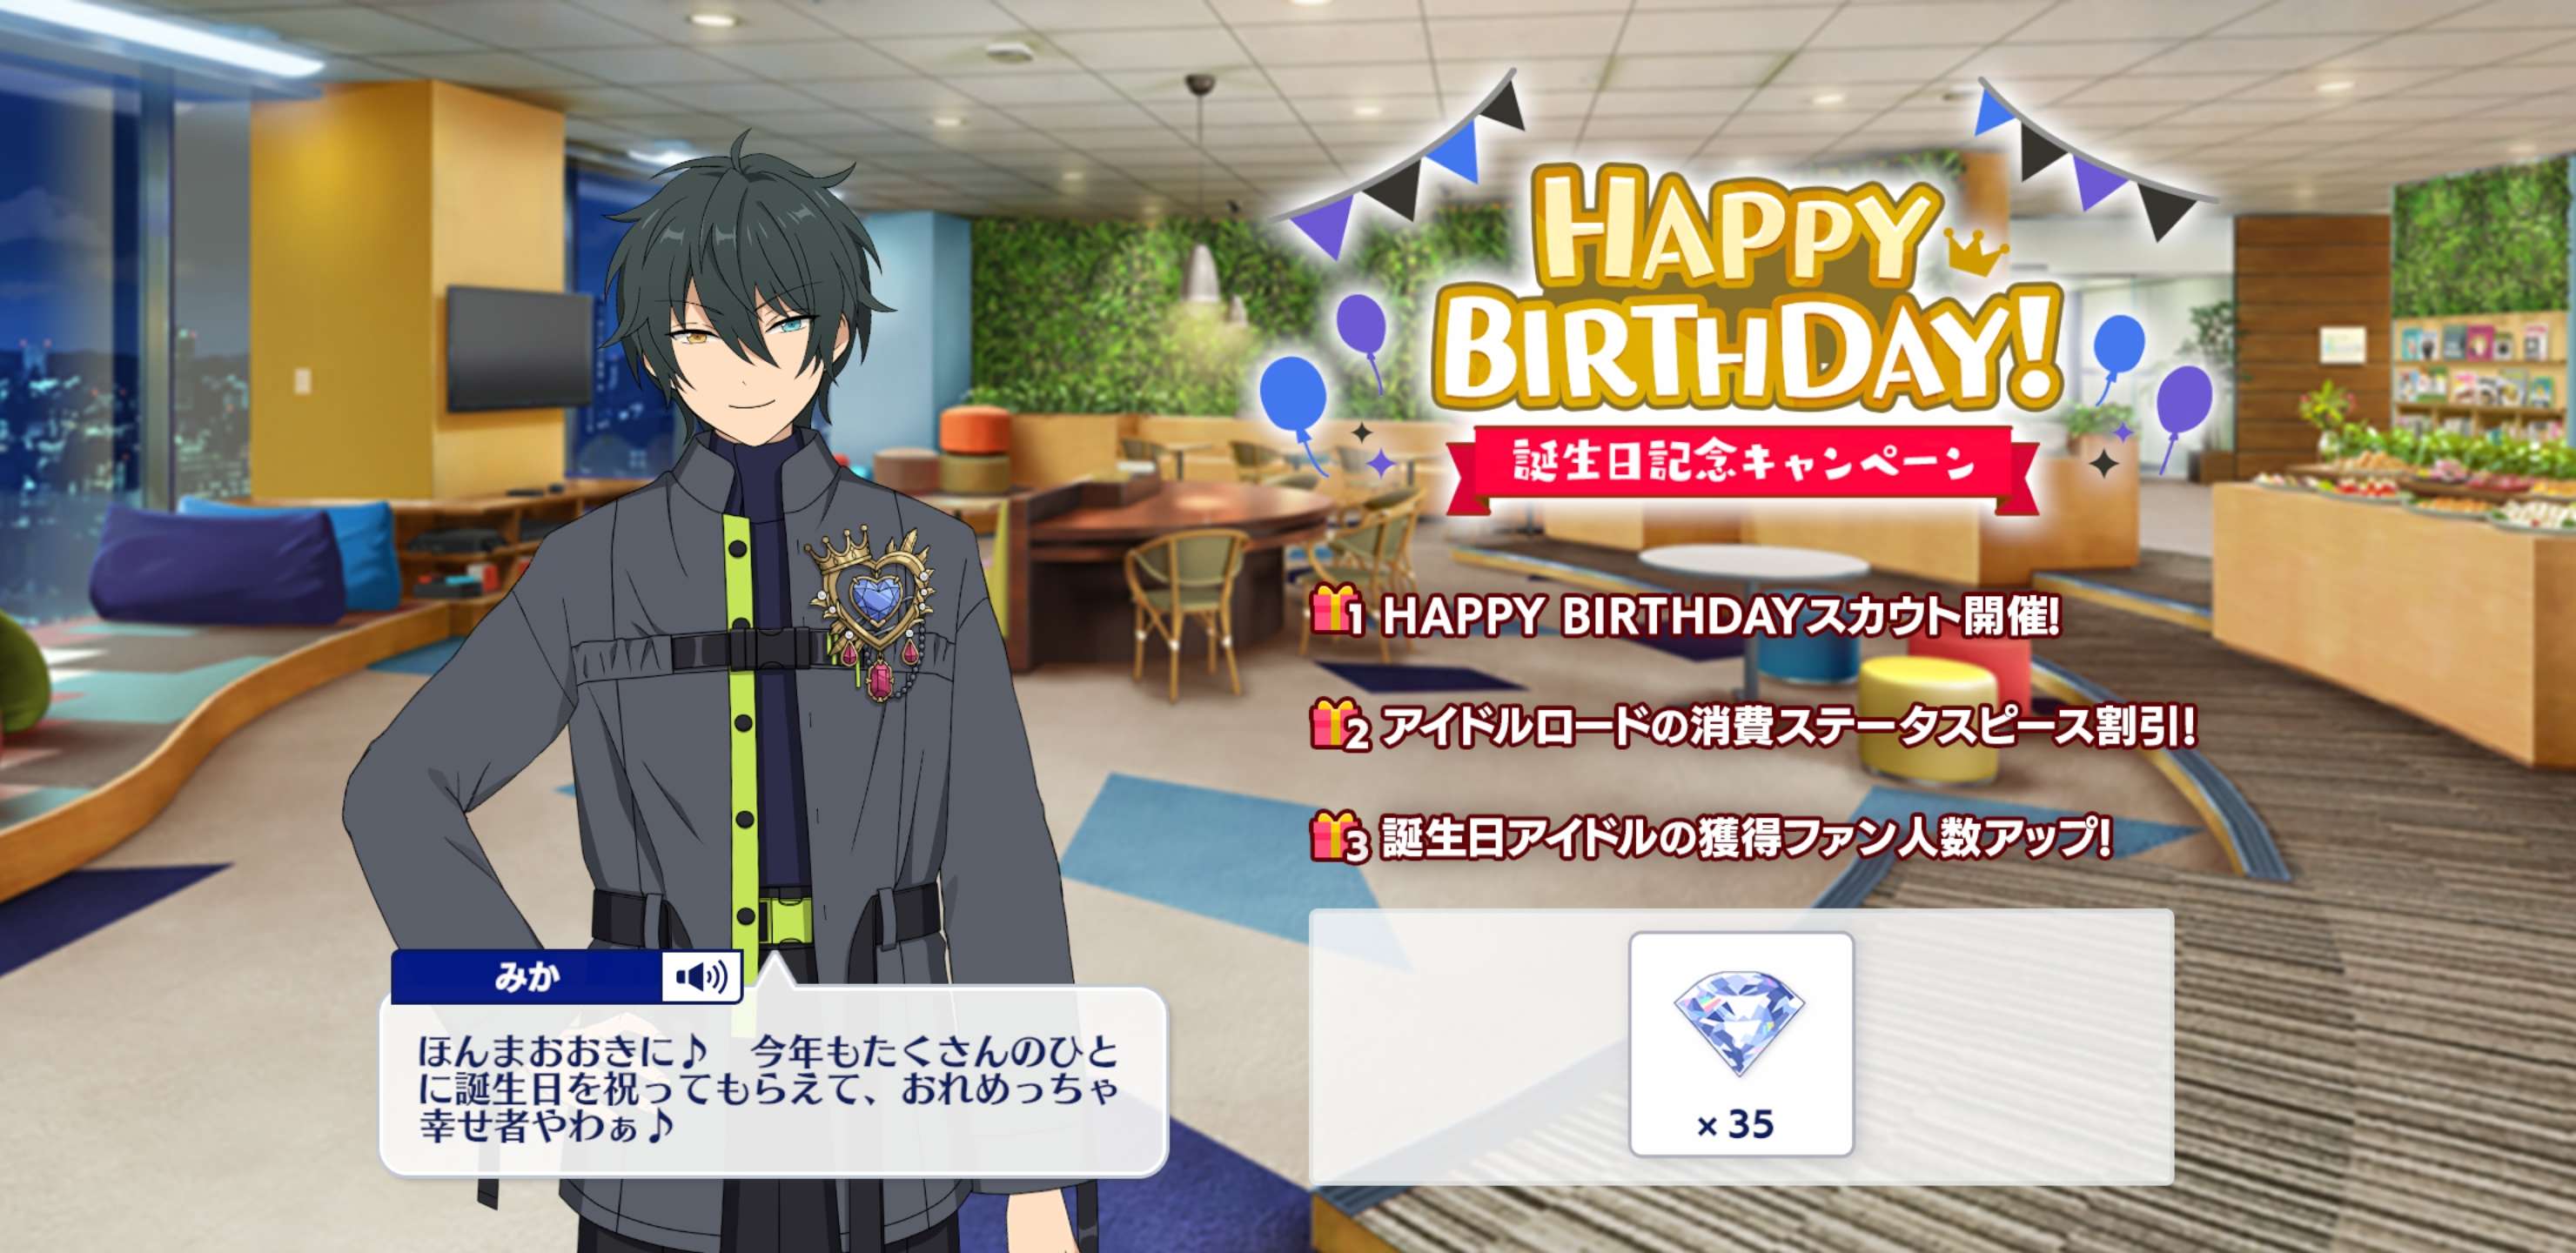 HAPPY
BIRTHDAY!
誕生日記念キャンペーン
1 HAPPY BIRTHDAYスカウト開催!
2 アイドルロードの消費ステータスピース割引!
3 誕生日アイドルの獲得ファン人数アップ!
× 35
みか
ほんまおおきに♪　今年もたくさんのひと
に誕生日を祝ってもらえて、おれめっちゃ
幸せ者やわぁ♪